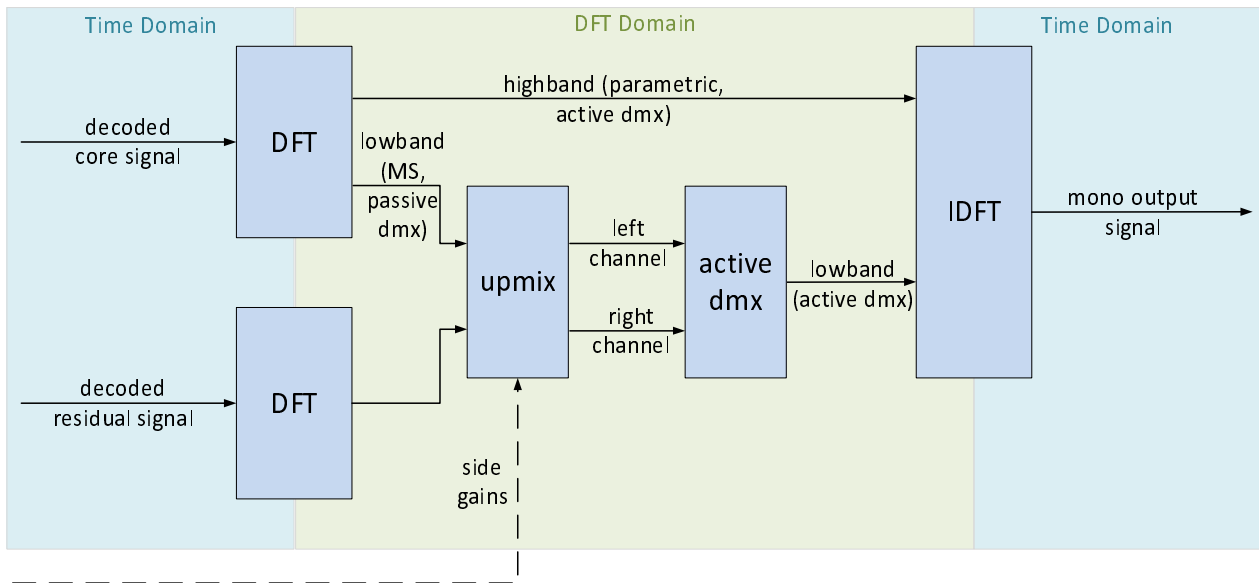 Time Domain
DFT Domain
Time Domain
highband (parametric,
active dmx)
decoded
core signal
DFT
lowband
(MS,
passive
dmx)
IDFT
mono output
signal
upmix
left
channel
right
channel
active
dmx
lowband
(active dmx)
decoded
residual signal
DFT
side
gains